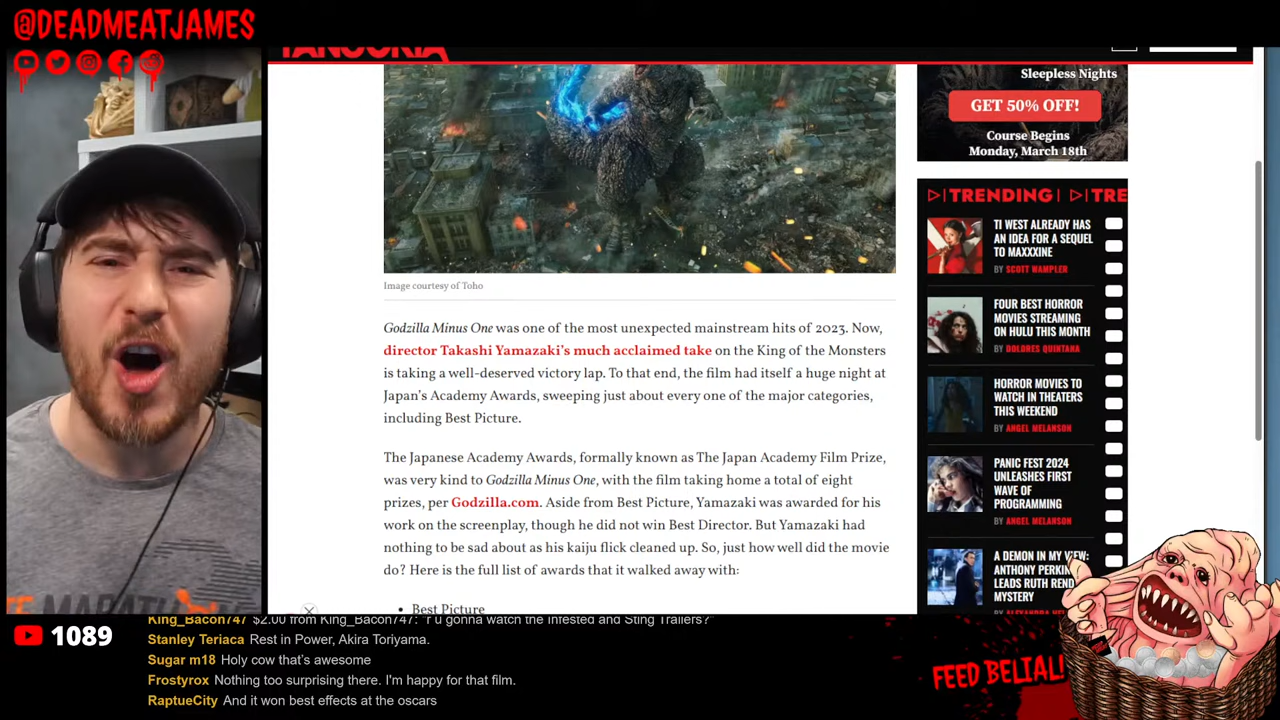 @DEADMEATJAMES
FANGORIA
Sleepless Nights
GET 50% OFF!
Course Begins
Monday, March 18th
TRENDING TRE
TI WEST ALREADY HAS
AN IDEA FOR A SEQUEL
TO MAXXXINE
BY SCOTT WAMPLER
FOUR BEST HORROR
MOVIES STREAMING
ON HULU THIS MONTH
BY DOLORES QUINTANA
HORROR MOVIES TO
WATCH IN THEATERS
THIS WEEKEND
BY ANGEL MELANSON
PANIC FEST 2024
UNLEASHES FIRST
WAVE OF
PROGRAMMING
BY ANGEL MELANSON
A DEMON IN MY VIEW:
ANTHONY PERKIN
LEADS RUTH REND
MYSTERY
Image courtesy of Toho
Godzilla Minus One was one of the most unexpected mainstream hits of 2023. Now,
director Takashi Yamazaki's much acclaimed take on the King of the Monsters
is taking a well-deserved victory lap. To that end, the film had itself a huge night at
Japan's Academy Awards, sweeping just about every one of the major categories,
including Best Picture.
The Japanese Academy Awards, formally known as The Japan Academy Film Prize,
was very kind to Godzilla Minus One, with the film taking home a total of eight
prizes, per Godzilla.com. Aside from Best Picture, Yamazaki was awarded for his
work on the screenplay, though he did not win Best Director. But Yamazaki had
nothing to be sad about as his kaiju flick cleaned up. So, just how well did the movie
do? Here is the full list of awards that it walked away with:
• Best Picture
1089
King_Bacon747 $2.00 from King_Bacon747: "r u gonna watch the Infested and Sting Trailers?"
Stanley Teriaca Rest in Power, Akira Toriyama.
Sugar m18 Holy cow that's awesome
Frostyrox Nothing too surprising there. I'm happy for that film.
RaptueCity And it won best effects at the oscars
FEED BELIAL!